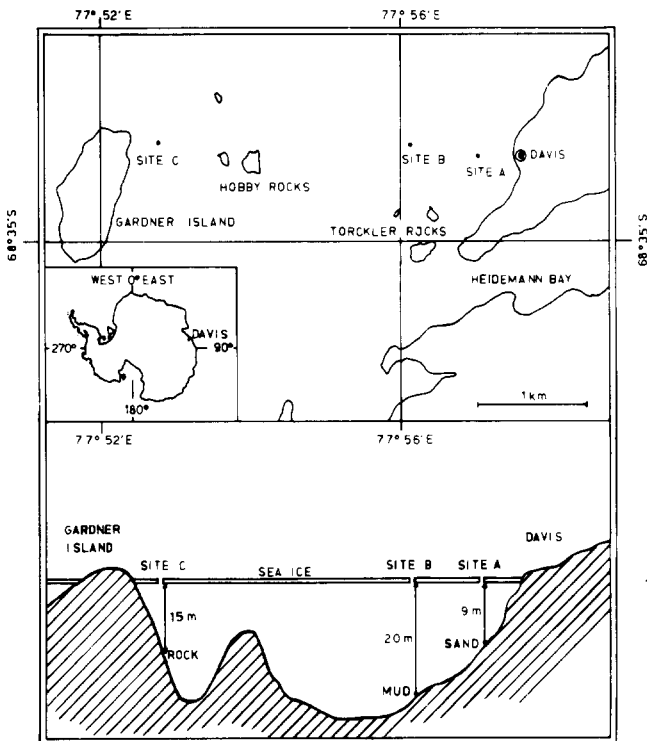 77° 52' E
77° 56' E
SITE C
HOBBY ROCKS
SITE B
SITE A
DAVIS
GARDNER ISLAND
TORCKLER ROCKS
68° 35' S
68° 35' S
HEIDEMANN BAY
WEST 0° EAST
DAVIS
270°
90°
180°
1 km
77° 52' E
77° 56' E
GARDNER
ISLAND
SITE C
SEA ICE
SITE B
SITE A
DAVIS
15 m
9 m
20 m
ROCK
SAND
MUD